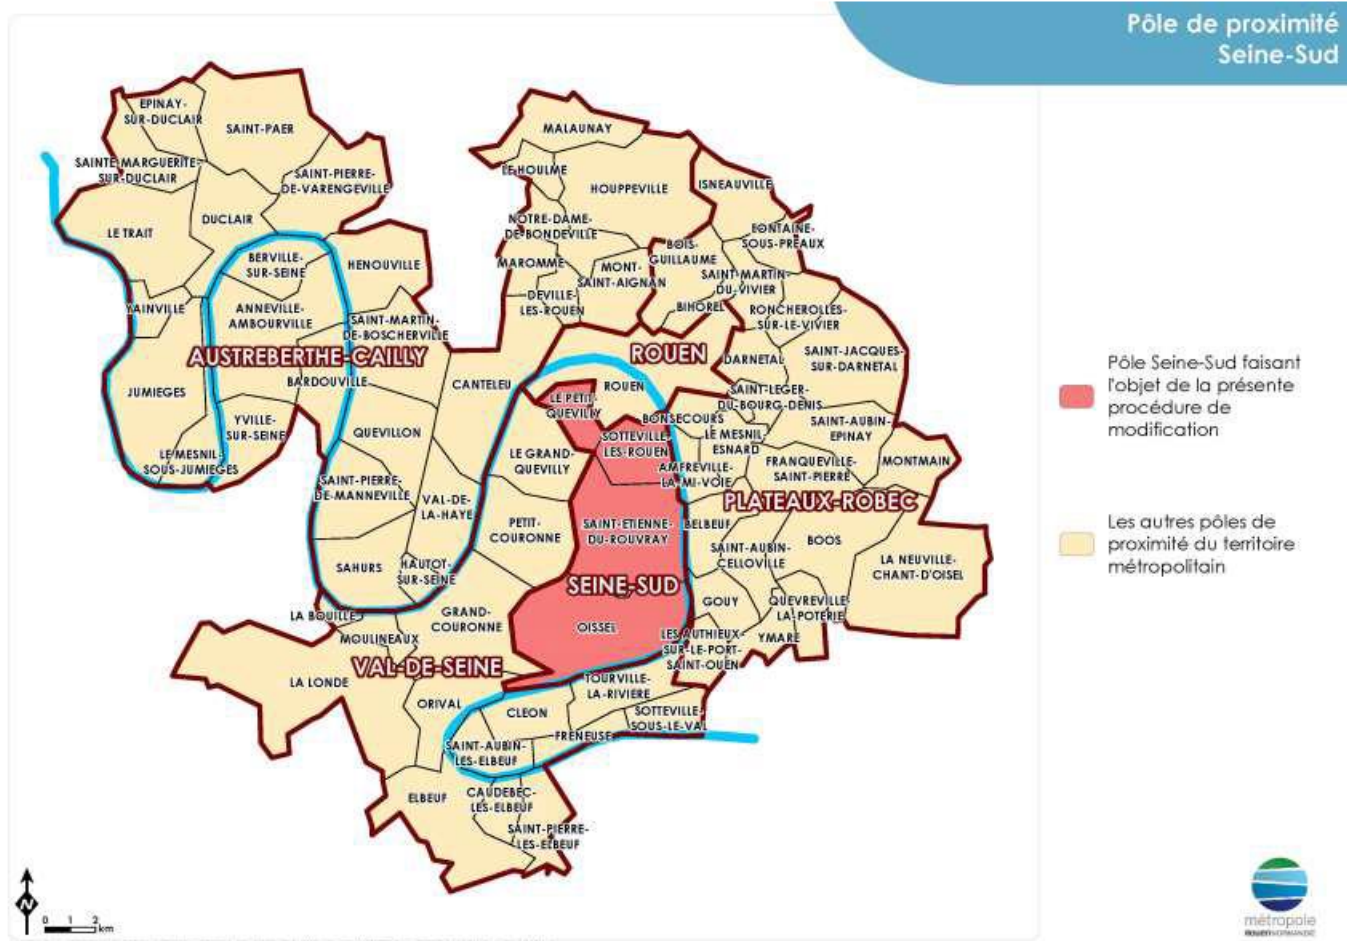 Pôle de proximité
Seine-Sud
EPINAY-
SUR-DUCLAIR
SAINT-PAER
MALAUNAY
SAINTE MARGUERITE-
SUR-DUCLAIR
SAINT-PIERRE-
DE-VARENGEVILLE
LE HOULME
HOUPPEVILLE
ISNEAUVILLE
LE TRAIT
DUCLAIR
NOTRE-DAME-
DE-BONDEVILLE
FONTAINE-
SOUS-PREAUX
BERVILLE-
SUR-SEINE
HENOUVILLE
MAROMME
MONT-
SAINT-AIGNAN
BOIS-
GUILLAUME
SAINT-MARTIN-
DU-VIVIER
YAINVILLE
ANNEVILLE-
AMBOURVILLE
SAINT-MARTIN-
DE-BOSCHERVILLE
DEVILLE-
LES-ROUEN
BIHOREL
RONCHEROLLES-
SUR-LE-VIVIER
AUSTREBERTHE-CAILLY
ROUEN
DARNETAL
SAINT-JACQUES-
SUR-DARNETAL
JUMIEGES
BARDOUVILLE
CANTELEU
ROUEN
LE PETIT-
QUEVILLY
SAINT-LEGER-
DU-BOURG-DENIS
YVILLE-
SUR-SEINE
QUEVILLON
BONSECOURS
SAINT-AUBIN-
EPINAY
LE MESNIL-
SOUS-JUMIEGES
LE GRAND-
QUEVILLY
SOTTEVILLE-
LES-ROUEN
LE MESNIL-
ESNARD
AMFREVILLE-
LA-MI-VOIE
FRANQUEVILLE-
SAINT-PIERRE
MONTMAIN
SAINT-PIERRE-
DE-MANNEVILLE
VAL-DE-
LA-HAYE
PLATEAUX-ROBEC
PETIT-
COURONNE
SAINT-ETIENNE-
DU-ROUVRAY
BELBEUF
SAINT-AUBIN-
CELLOVILLE
BOOS
LA NEUVILLE-
CHANT-D'OISEL
SAHURS
HAUTOT-
SUR-SEINE
SEINE-SUD
GOUY
QUEVREVILLE-
LA-POTERIE
LA BOUILLE
MOULINEAUX
GRAND-
COURONNE
OISSEL
LES AUTHIEUX-
SUR-LE-PORT-
SAINT-OUEN
YMARE
VAL-DE-SEINE
LA LONDE
ORIVAL
CLEON
TOURVILLE-
LA-RIVIERE
SOTTEVILLE-
SOUS-LE-VAL
FRENEUSE
SAINT-AUBIN-
LES-ELBEUF
ELBEUF
CAUDEBEC-
LES-ELBEUF
SAINT-PIERRE-
LES-ELBEUF
Pôle Seine-Sud faisant
l'objet de la présente
procédure de
modification
Les autres pôles de
proximité du territoire
métropolitain
N
0 1 2
km
métropole
ROUENNORMANDIE